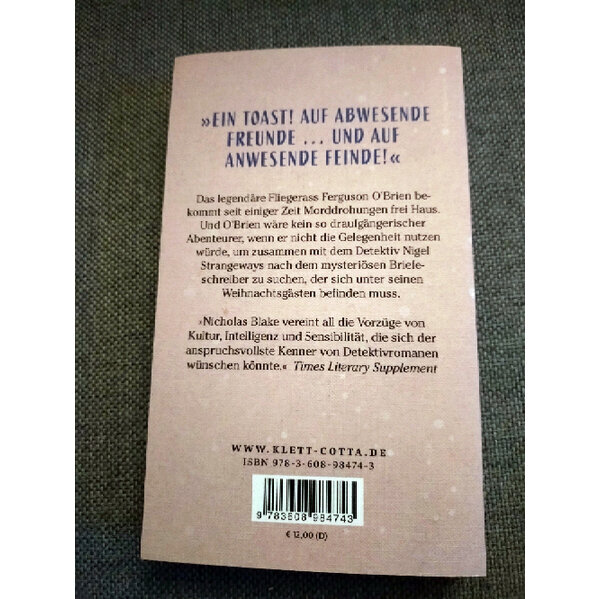 »EIN TOAST! AUF ABWESENDE
FREUNDE ... UND AUF
ANWESENDE FEINDE!«
Das legendäre Fliegerass Ferguson O'Brien be-
kommt seit einiger Zeit Morddrohungen frei Haus.
Und O'Brien wäre kein so draufgängerischer
Abenteurer, wenn er nicht die Gelegenheit nutzen
würde, um zusammen mit dem Detektiv Nigel
Strangeways nach dem mysteriösen Briefe-
schreiber zu suchen, der sich unter seinen
Weihnachtsgästen befinden muss.
»Nicholas Blake vereint all die Vorzüge von
Kultur, Intelligenz und Sensibilität, die sich der
anspruchsvollste Kenner von Detektivromanen
wünschen könnte.« Times Literary Supplement
WWW.KLETT-COTTA.DE
ISBN 978-3-608-98474-3
9 783608 984743
€ 12,00 (D)